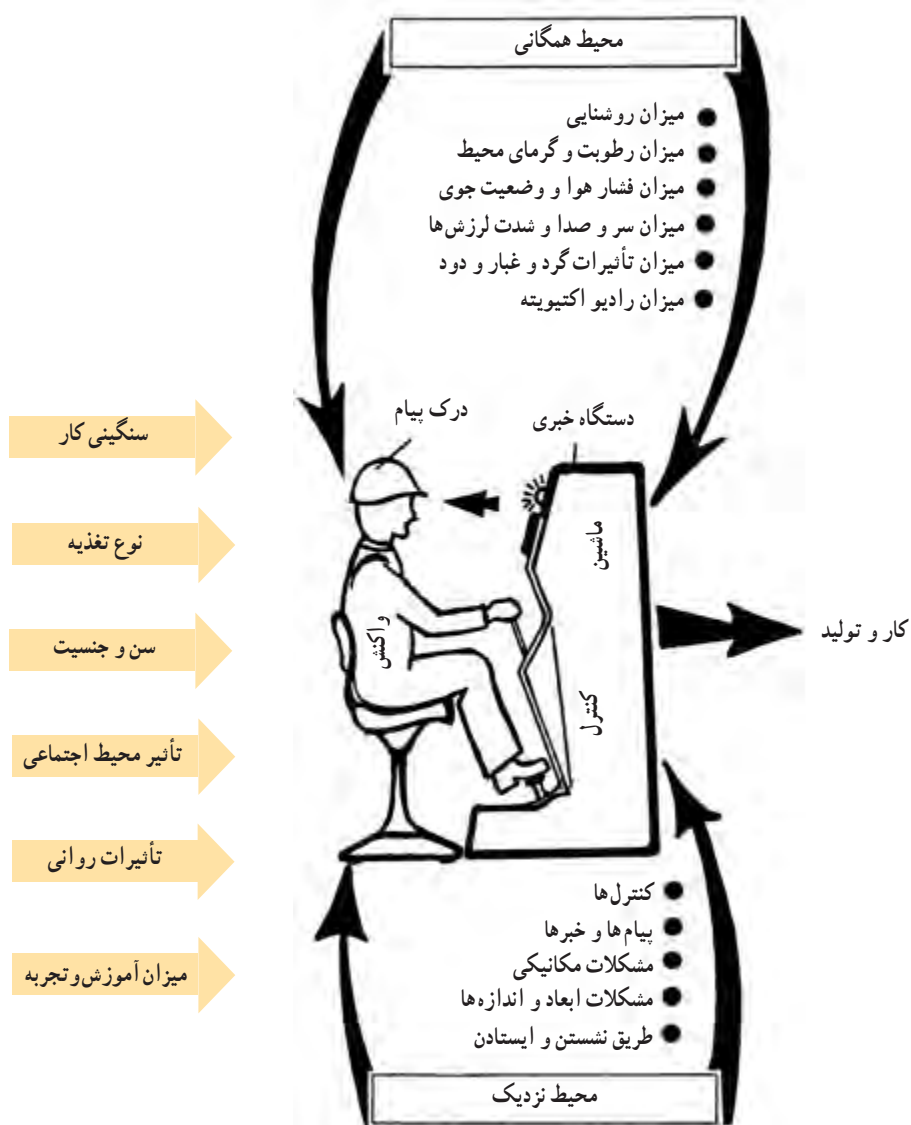 محیط همگانی
میزان روشنایی
میزان رطوبت و گرمای محیط
میزان فشار هوا و وضعیت جوی
میزان سر و صدا و شدت لرزش‌ها
میزان تأثیرات گرد و غبار و دود
میزان رادیو اکتیویته
درک پیام
دستگاه خبری
ماشین
واکنش
کنترل
کار و تولید
سنگینی کار
نوع تغذیه
سن و جنسیت
تأثیر محیط اجتماعی
تأثیرات روانی
میزان آموزش و تجربه
کنترل‌ها
پیام‌ها و خبرها
مشکلات مکانیکی
مشکلات ابعاد و اندازه‌ها
طریق نشستن و ایستادن
محیط نزدیک